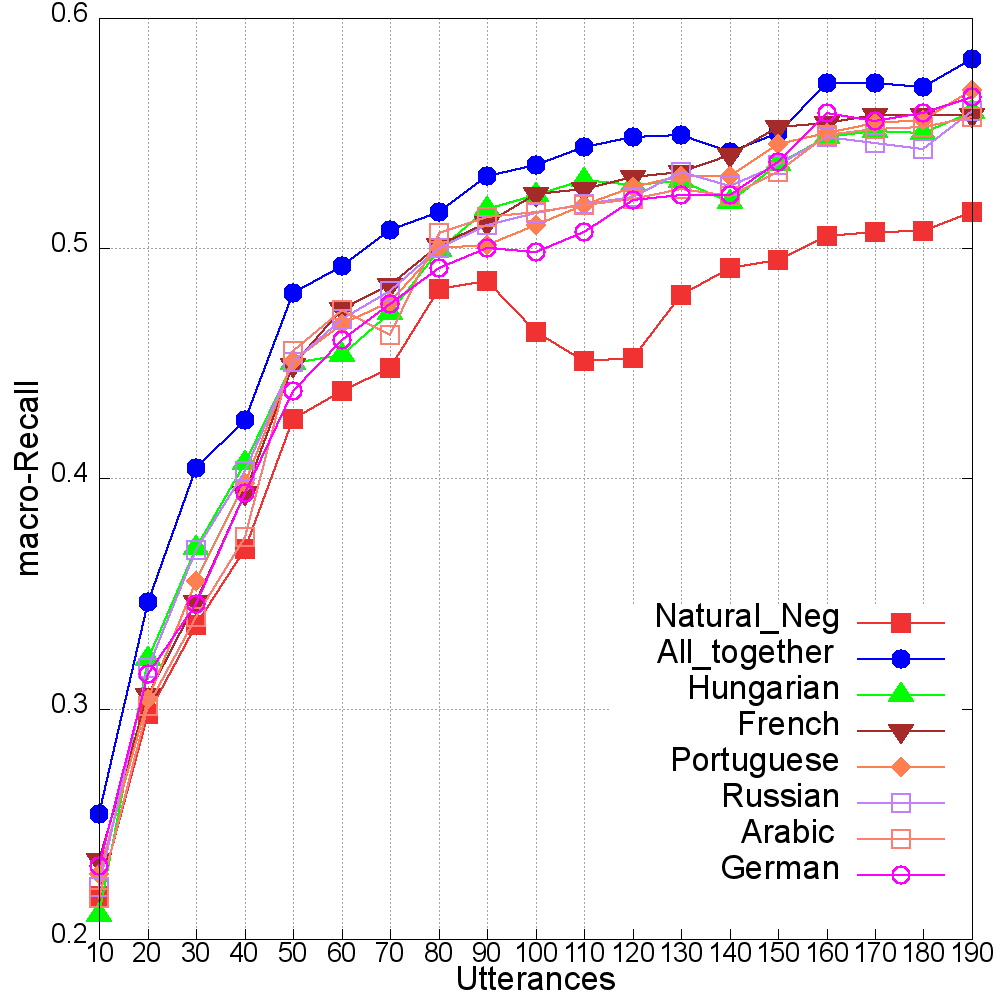 0.6
0.5
0.4
0.3
0.2
macro-Recall
Natural_Neg
All_together
Hungarian
French
Portuguese
Russian
Arabic
German
10 20 30 40 50 60 70 80 90 100 110 120 130 140 150 160 170 180 190
Utterances